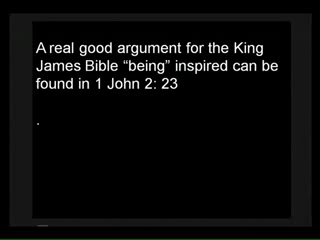 A real good argument for the King
James Bible “being” inspired can be
found in 1 John 2: 23
.